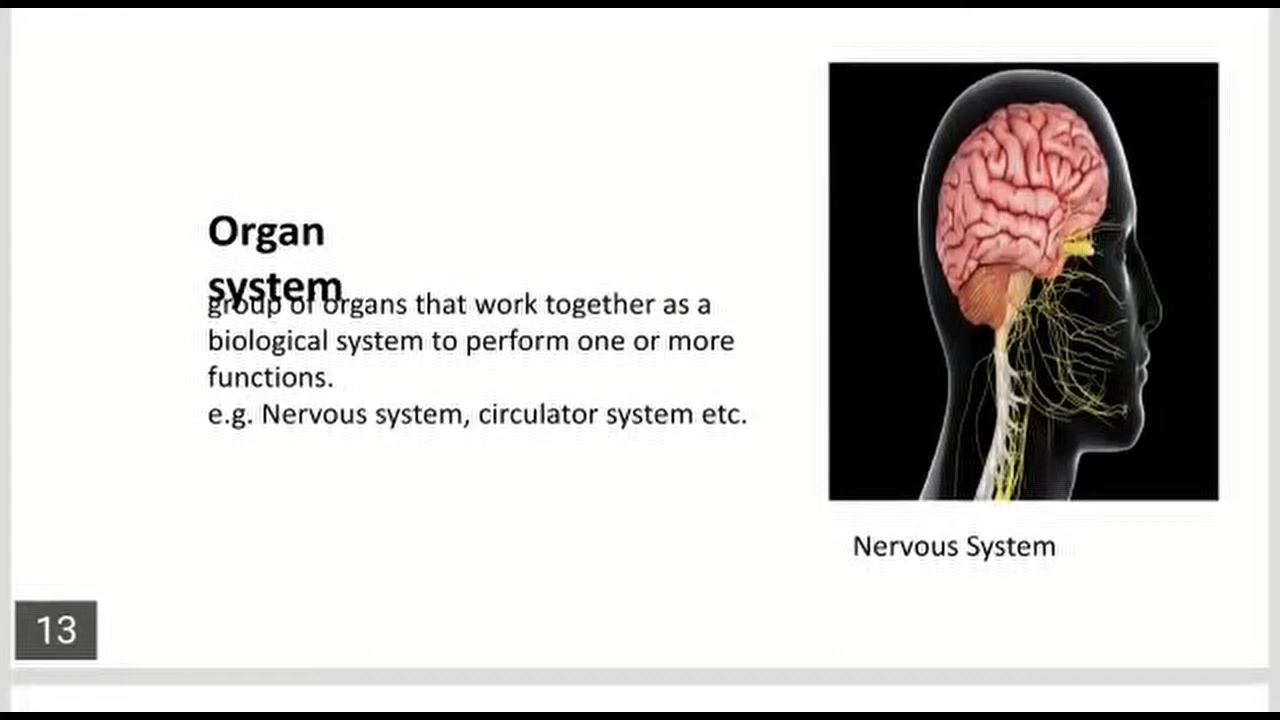 Organ
system
group of organs that work together as a
biological system to perform one or more
functions.
e.g. Nervous system, circulator system etc.
Nervous System
13